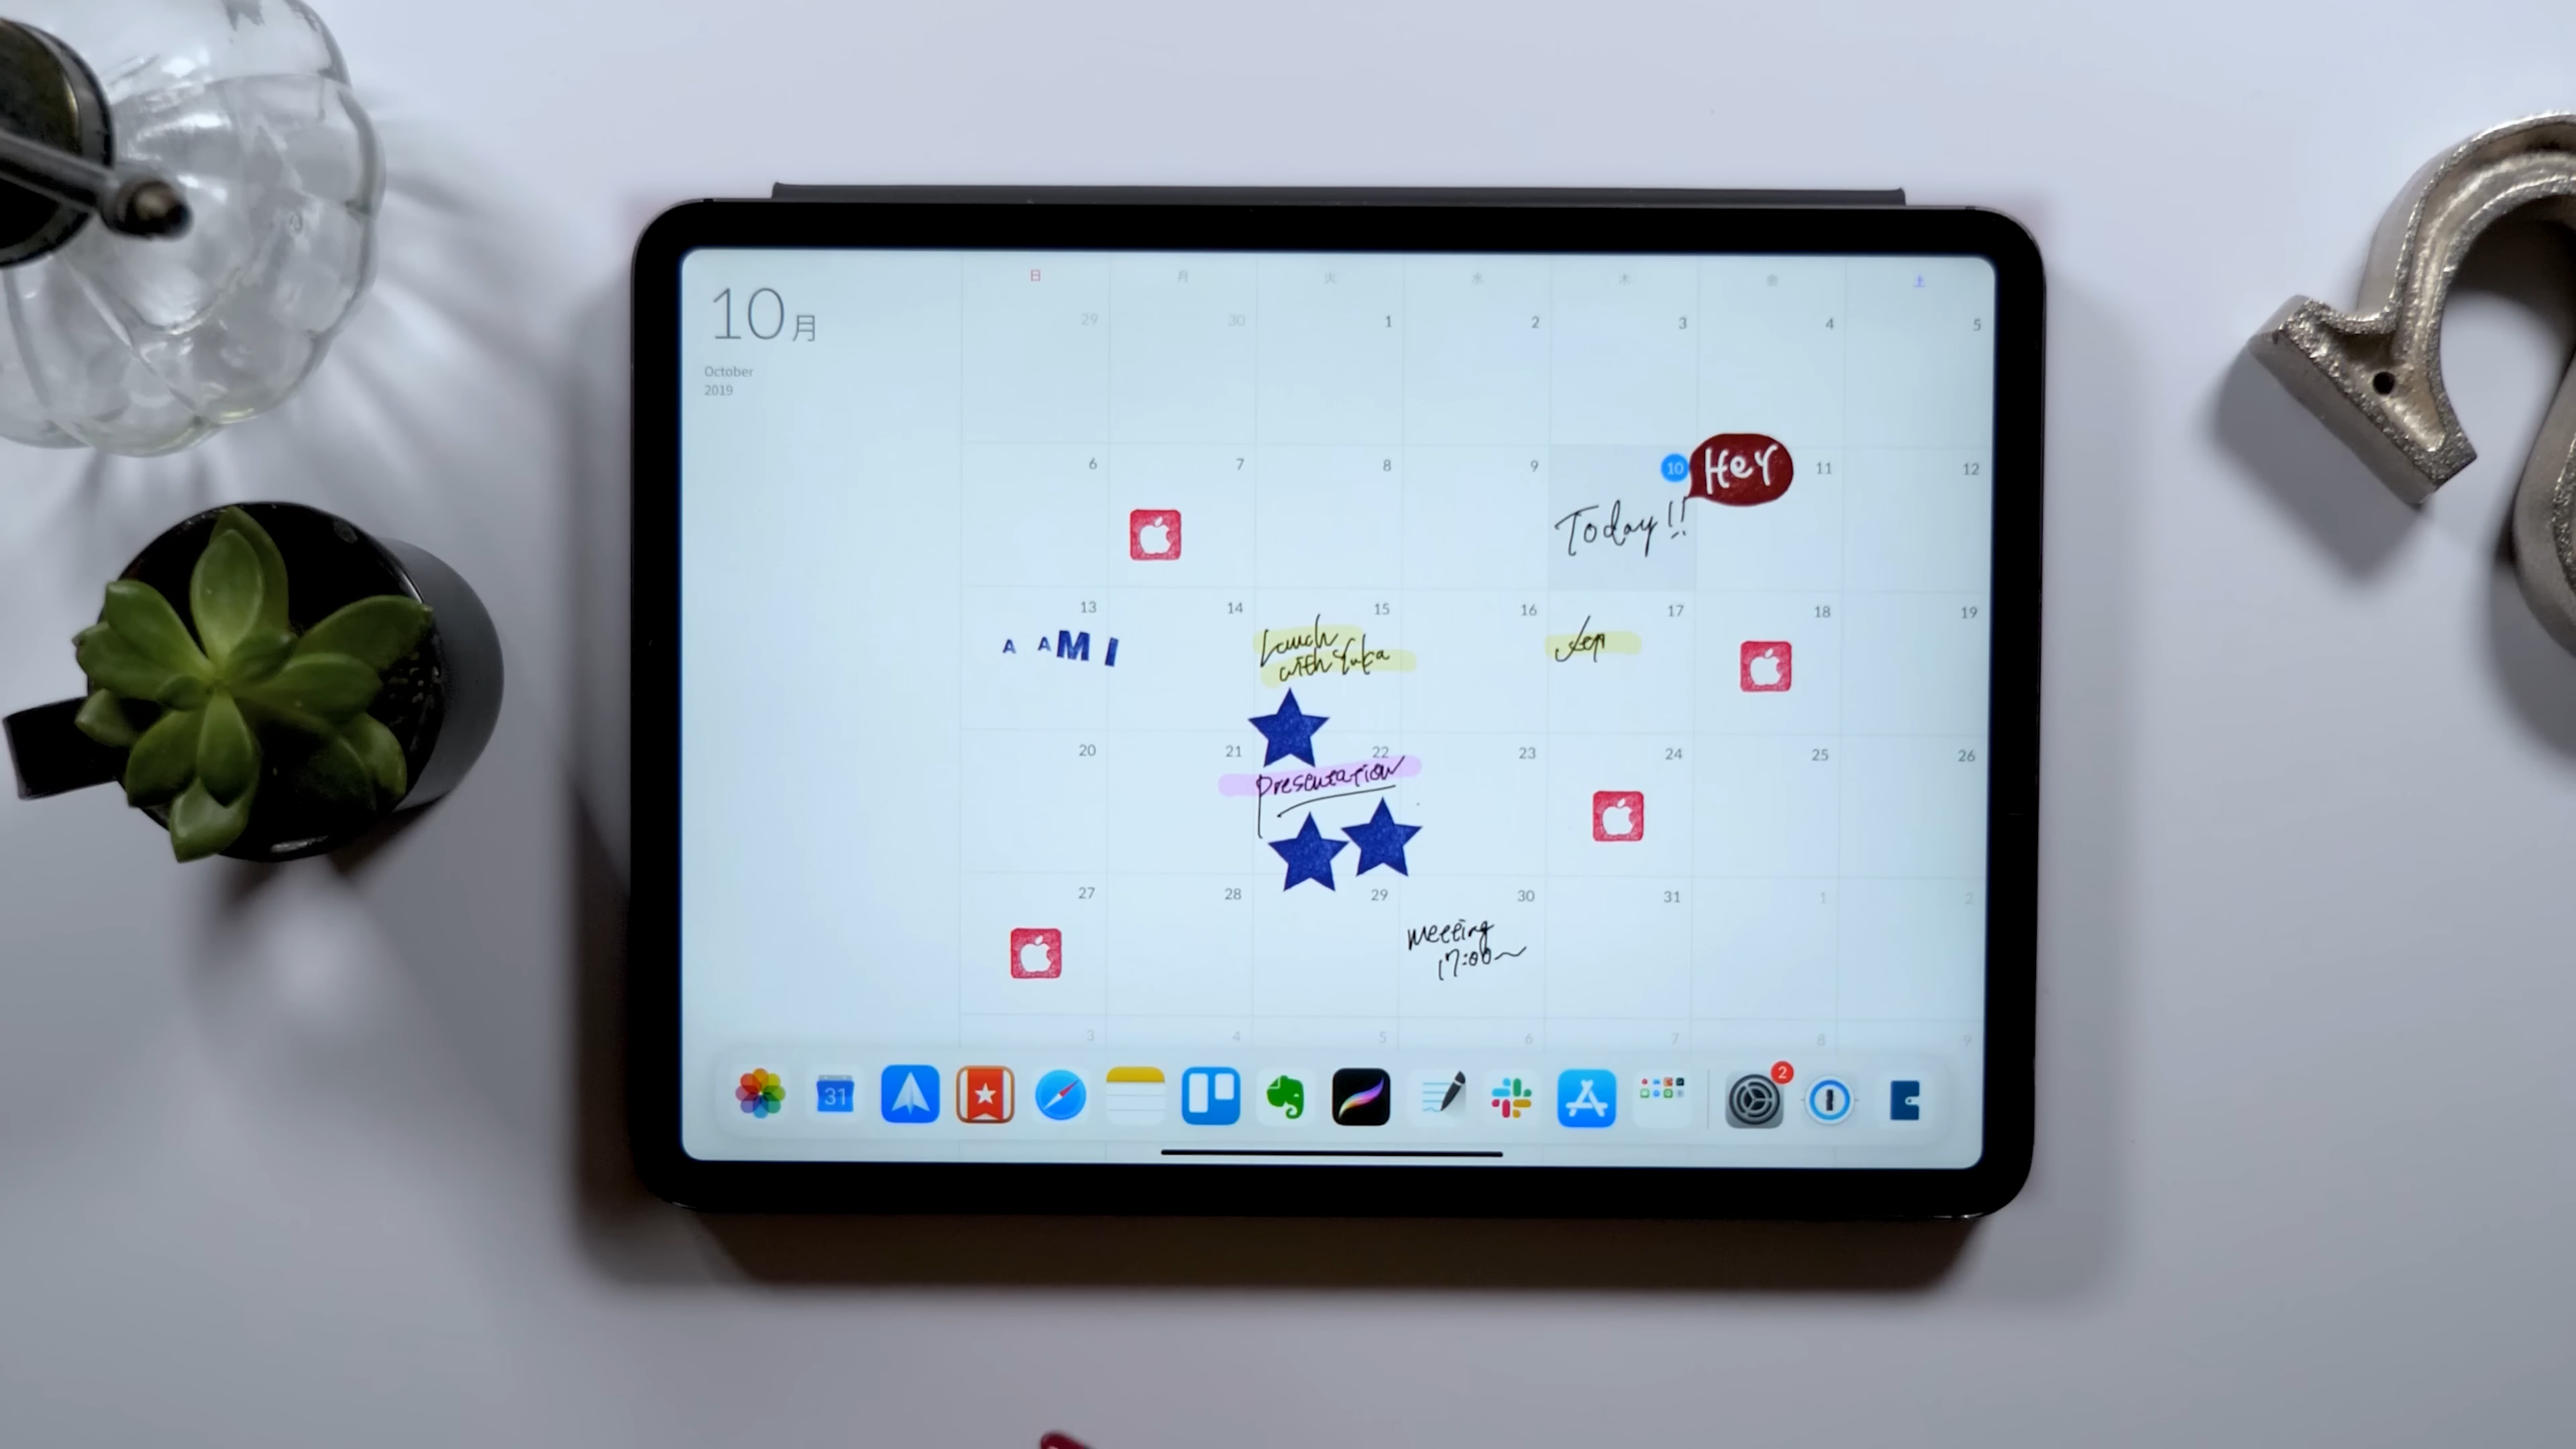 10月
October
2019
日 月 火 水 木 金 土
29 30 1 2 3 4 5
6 7 8 9 10 11 12
Hey
Today!!
13 14 15 16 17 18 19
A AMI
Lunch
with Yuka
20 21 22 23 24 25 26
Presentation
27 28 29 30 31 1 2
Meeting
17:00~
3 4 5 6 7 8 9
31
2